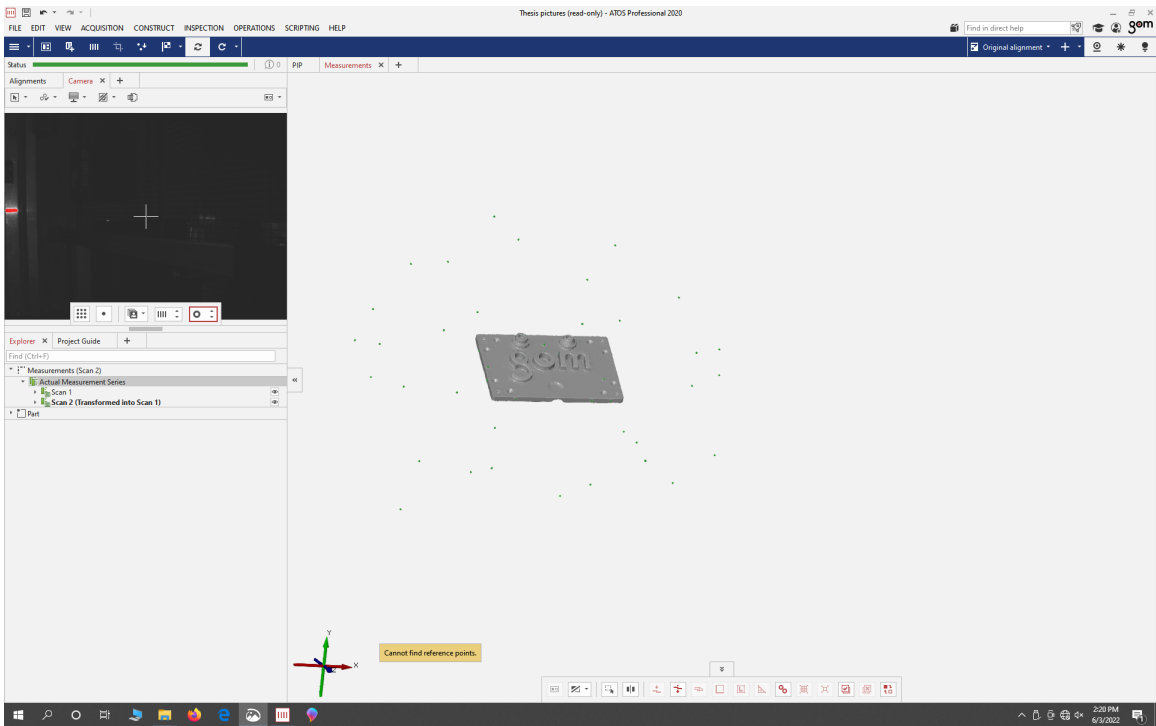 Thesis pictures (read-only) - ATOS Professional 2020
FILE EDIT VIEW ACQUISITION CONSTRUCT INSPECTION OPERATIONS SCRIPTING HELP
Find in direct help
gom
Original alignment
Status
0
PIP
Measurements
Alignments
Camera
Explorer
Project Guide
Find (Ctrl+F)
Measurements (Scan 2)
Actual Measurement Series
Scan 1
Scan 2 (Transformed into Scan 1)
Part
gom
Y
X
Z
Cannot find reference points.
2:20 PM
6/3/2022